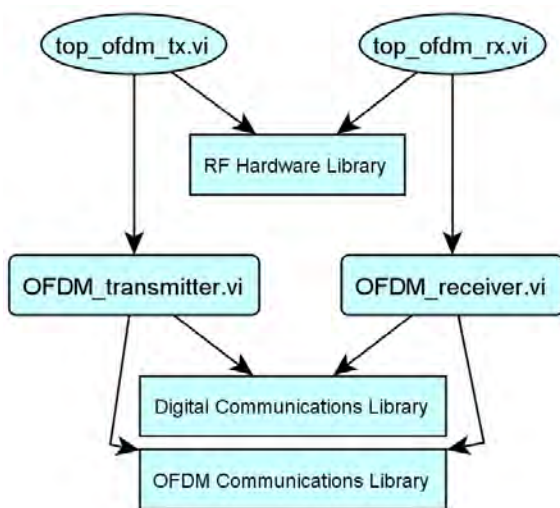 top_ofdm_tx.vi
top_ofdm_rx.vi
RF Hardware Library
OFDM_transmitter.vi
OFDM_receiver.vi
Digital Communications Library
OFDM Communications Library